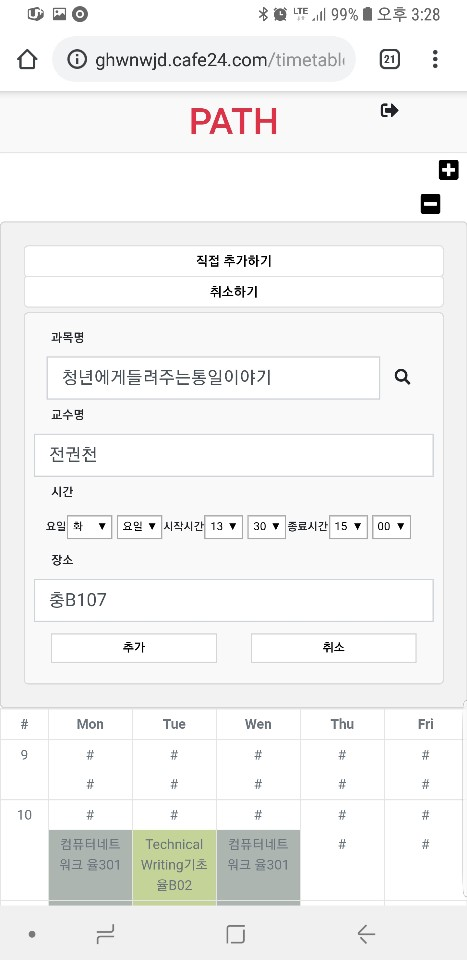 LTE 99% 오후 3:28
ghwnwjd.cafe24.com/timetabl 21
PATH
직접 추가하기
취소하기
과목명
청년에게들려주는통일이야기
교수명
전권천
시간
요일 화 요일 시작시간 13 30 종료시간 15 00
장소
충B107
추가 취소
# Mon Tue Wen Thu Fri
9 # # # # #
# # # # #
10 # # # # #
컴퓨터네트 Technical 컴퓨터네트 # #
워크 율301 Writing기초 워크 율301
율B02